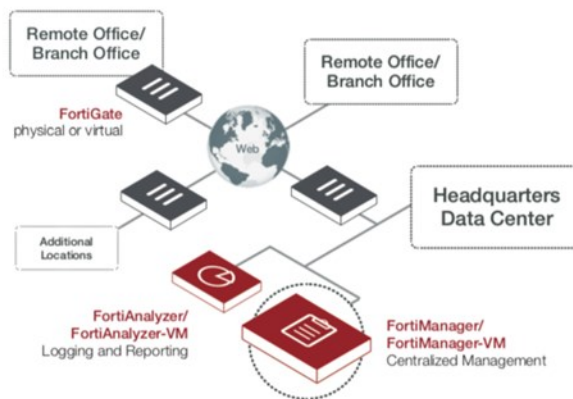 Remote Office/
Branch Office
Remote Office/
Branch Office
FortiGate
physical or virtual
Web
Headquarters
Data Center
Additional
Locations
FortiAnalyzer/
FortiAnalyzer-VM
Logging and Reporting
FortiManager/
FortiManager-VM
Centralized Management